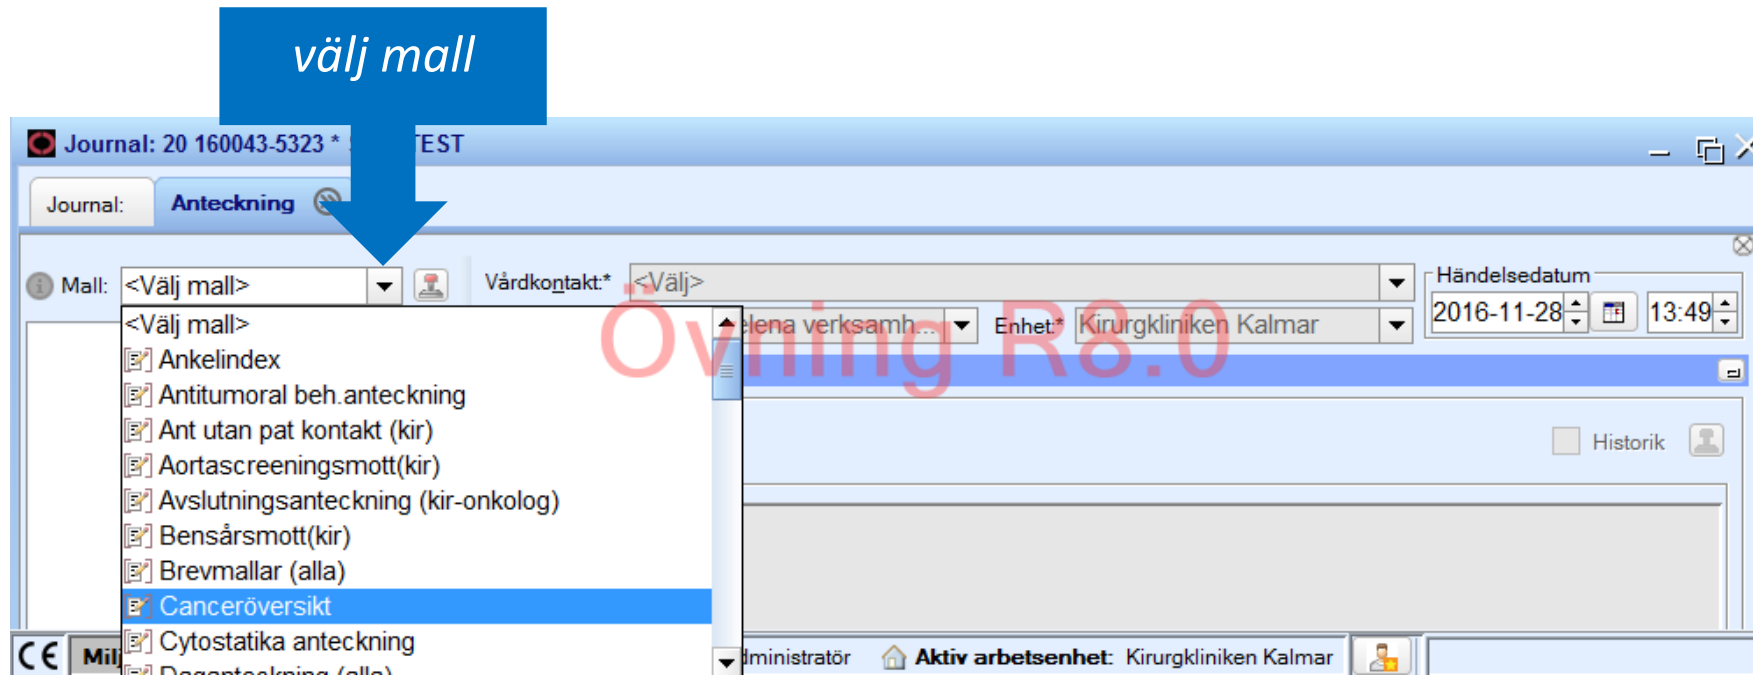 välj mall
Journal: 20 160043-5323 * TEST
Journal: Anteckning
Mall: <Välj mall> Vårdkontakt:* <Välj> Händelsedatum
2016-11-28 13:49
<Välj mall> verksamh... Enhet:* Kirurgkliniken Kalmar
Övning R8.0
Ankelindex
Antitumoral beh.anteckning
Ant utan pat kontakt (kir) Historik
Aortascreeningsmott(kir)
Avslutningsanteckning (kir-onkolog)
Bensårsmott(kir)
Brevmallar (alla)
Canceröversikt
Cytostatika anteckning
CE Aktiv arbetsenhet: Kirurgkliniken Kalmar
Daganteckning (alla)